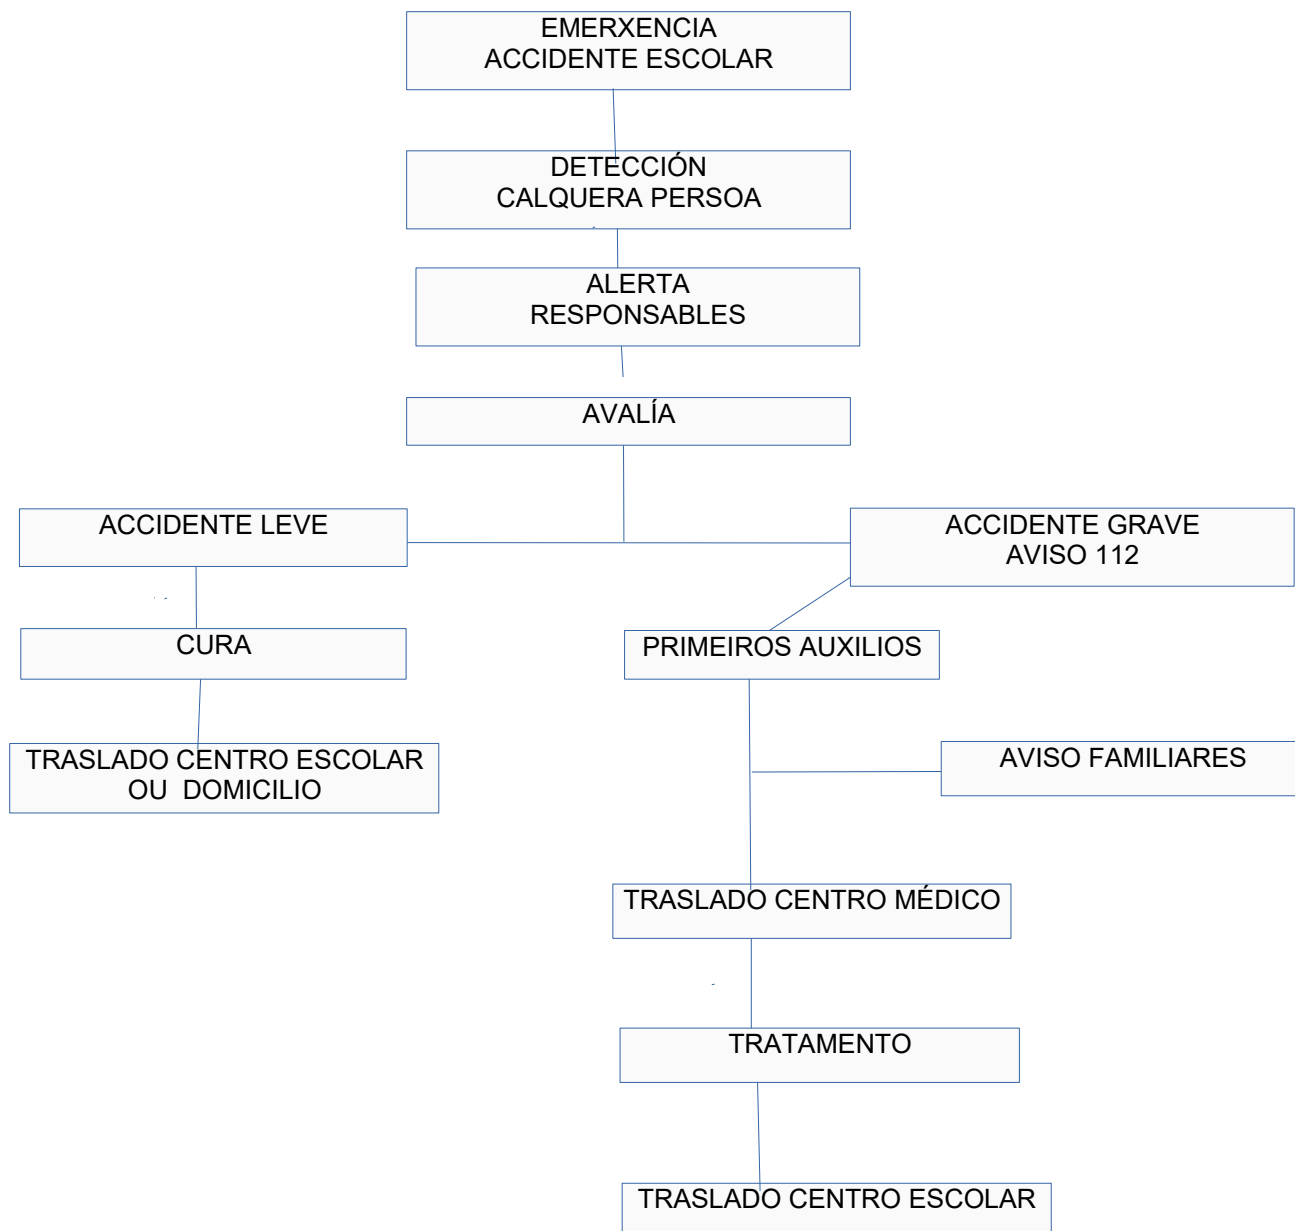 EMERXENCIA
ACCIDENTE ESCOLAR
DETECCIÓN
CALQUERA PERSOA
ALERTA
RESPONSABLES
AVALÍA
ACCIDENTE LEVE
ACCIDENTE GRAVE
AVISO 112
CURA
PRIMEIROS AUXILIOS
TRASLADO CENTRO ESCOLAR
OU DOMICILIO
AVISO FAMILIARES
TRASLADO CENTRO MÉDICO
TRATAMENTO
TRASLADO CENTRO ESCOLAR